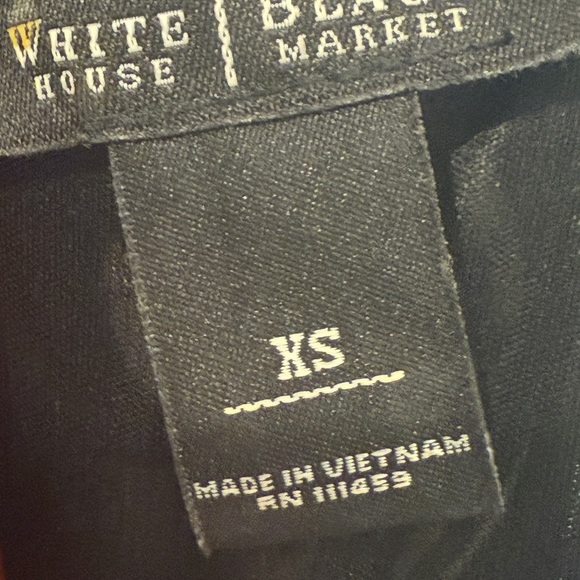 WHITE
HOUSE
MARKET
XS
MADE IN VIETNAM
RN 111459